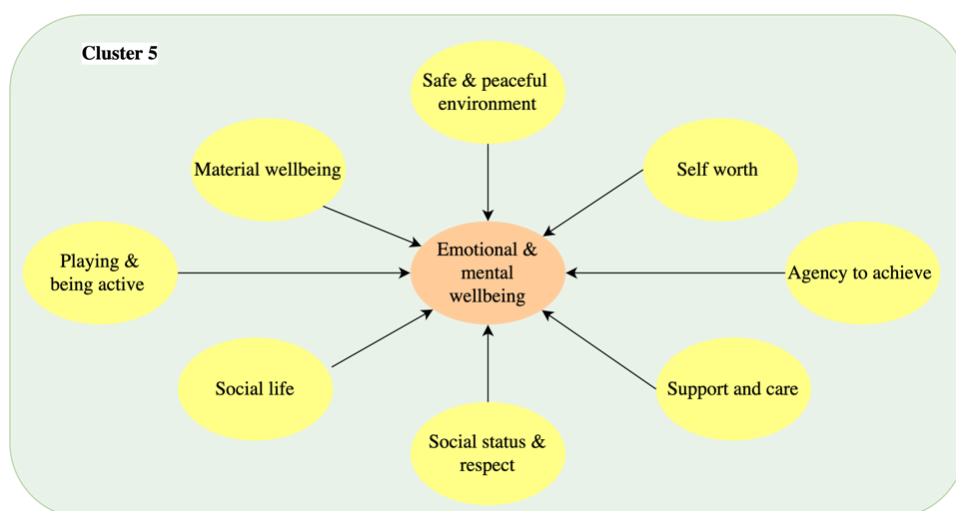 Cluster 5
Safe & peaceful
environment
Material wellbeing
Self worth
Playing &
being active
Emotional &
mental
wellbeing
Agency to achieve
Social life
Support and care
Social status &
respect